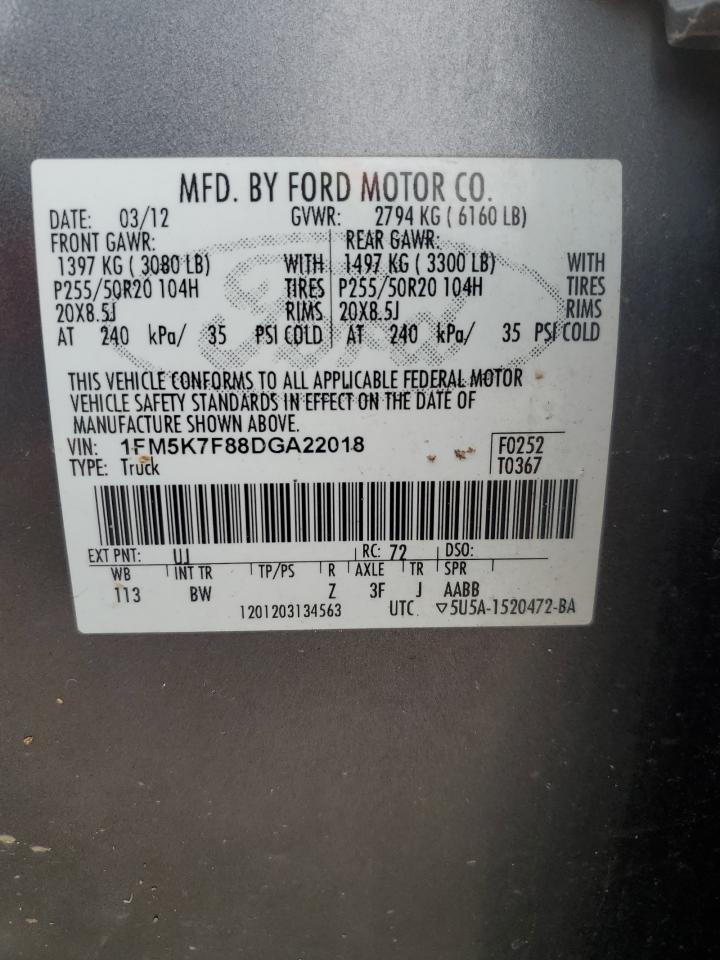 MFD. BY FORD MOTOR CO.
DATE: 03/12 GVWR: 2794 KG ( 6160 LB)
FRONT GAWR: REAR GAWR:
1397 KG ( 3080 LB) WITH 1497 KG ( 3300 LB) WITH
P255/50R20 104H TIRES P255/50R20 104H TIRES
20X8.5J RIMS 20X8.5J RIMS
AT 240 kPa/ 35 PSI COLD AT 240 kPa/ 35 PSI COLD
Ford
THIS VEHICLE CONFORMS TO ALL APPLICABLE FEDERAL MOTOR
VEHICLE SAFETY STANDARDS IN EFFECT ON THE DATE OF
MANUFACTURE SHOWN ABOVE.
VIN: 1FM5K7F88DGA22018 F0252
TYPE: Truck T0367
EXT PNT: UJ RC: 72 DSO:
WB INT TR TP/PS R AXLE TR SPR
113 BW Z 3F J AABB
1201203134563 UTC ▽5U5A-1520472-BA